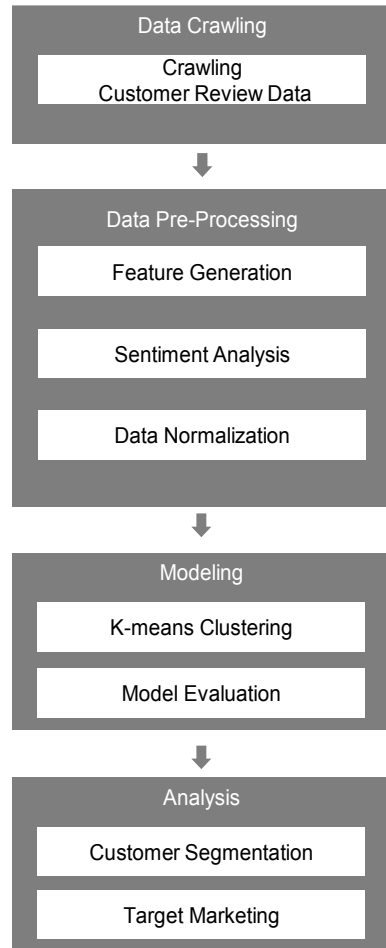 Data Crawling
Crawling
Customer Review Data
Data Pre-Processing
Feature Generation
Sentiment Analysis
Data Normalization
Modeling
K-means Clustering
Model Evaluation
Analysis
Customer Segmentation
Target Marketing